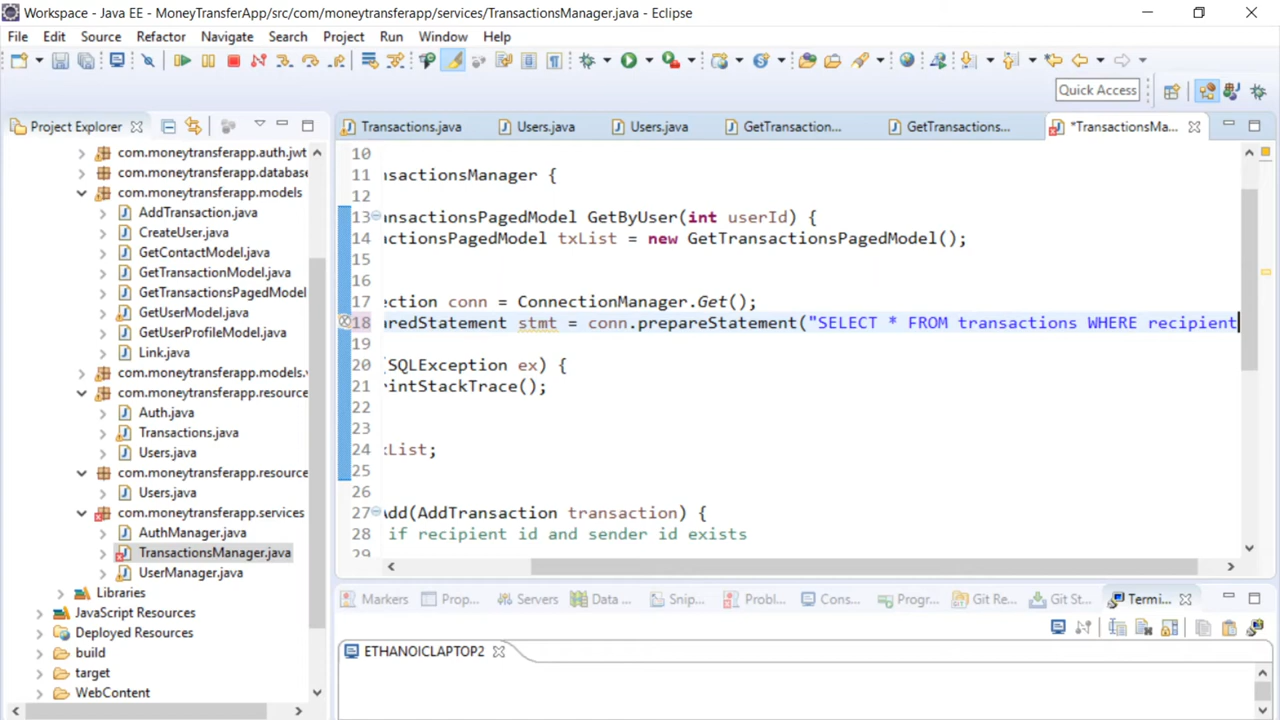 Workspace - Java EE - MoneyTransferApp/src/com/moneytransferapp/services/TransactionsManager.java - Eclipse
File Edit Source Refactor Navigate Search Project Run Window Help
Quick Access
Project Explorer
com.moneytransferapp.auth.jwt
com.moneytransferapp.database
com.moneytransferapp.models
AddTransaction.java
CreateUser.java
GetContactModel.java
GetTransactionModel.java
GetTransactionsPagedModel
GetUserModel.java
GetUserProfileModel.java
Link.java
com.moneytransferapp.models.
com.moneytransferapp.resource
Auth.java
Transactions.java
Users.java
com.moneytransferapp.resource
Users.java
com.moneytransferapp.services
AuthManager.java
TransactionsManager.java
UserManager.java
Libraries
JavaScript Resources
Deployed Resources
build
target
WebContent
Transactions.java Users.java Users.java GetTransaction... GetTransactions... *TransactionsMa...
10
11 nsactionsManager {
12
13 nsactionsPagedModel GetByUser(int userId) {
14 actionsPagedModel txList = new GetTransactionsPagedModel();
15
16
17 ection conn = ConnectionManager.Get();
18 aredStatement stmt = conn.prepareStatement("SELECT * FROM transactions WHERE recipient
19
20 (SQLException ex) {
21 rintStackTrace();
22
23
24 xList;
25
26
27 Add(AddTransaction transaction) {
28 if recipient id and sender id exists
29
Markers Prop... Servers Data ... Snip... Probl... Cons... Progr... Git Re... Git St... Termi...
ETHANOICLAPTOP2